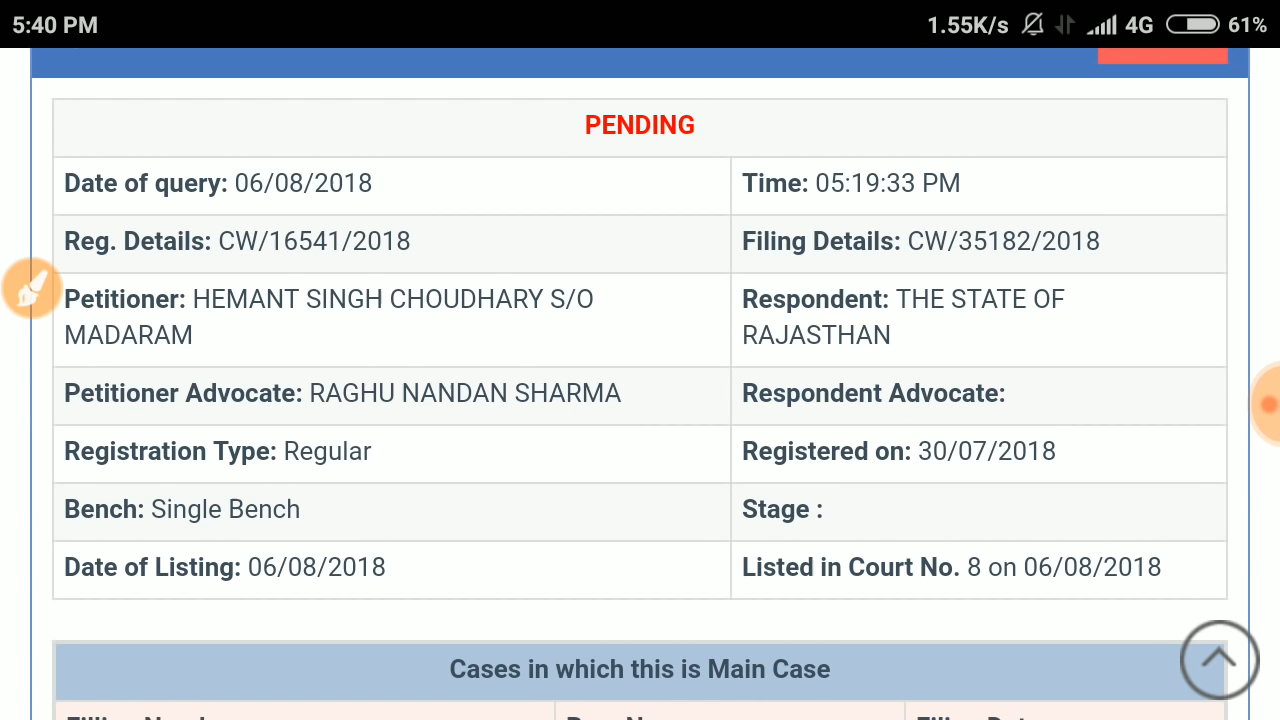 5:40 PM
1.55K/s 4G 61%
PENDING
Date of query: 06/08/2018
Time: 05:19:33 PM
Reg. Details: CW/16541/2018
Filing Details: CW/35182/2018
Petitioner: HEMANT SINGH CHOUDHARY S/O
MADARAM
Respondent: THE STATE OF
RAJASTHAN
Petitioner Advocate: RAGHU NANDAN SHARMA
Respondent Advocate:
Registration Type: Regular
Registered on: 30/07/2018
Bench: Single Bench
Stage :
Date of Listing: 06/08/2018
Listed in Court No. 8 on 06/08/2018
Cases in which this is Main Case